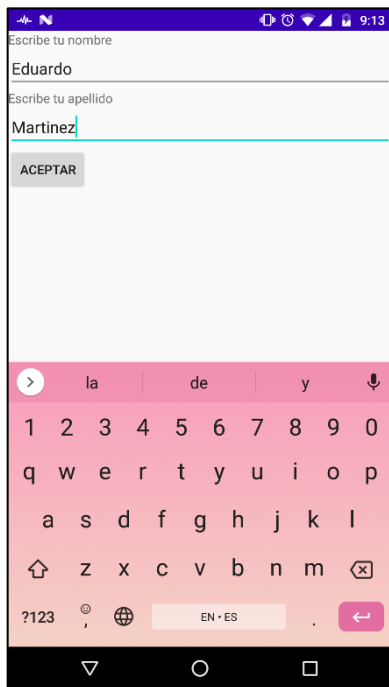 9:13
Escribe tu nombre
Eduardo
Escribe tu apellido
Martinez
ACEPTAR
la de y
1 2 3 4 5 6 7 8 9 0
q w e r t y u i o p
a s d f g h j k l
z x c v b n m
?123 , EN • ES .